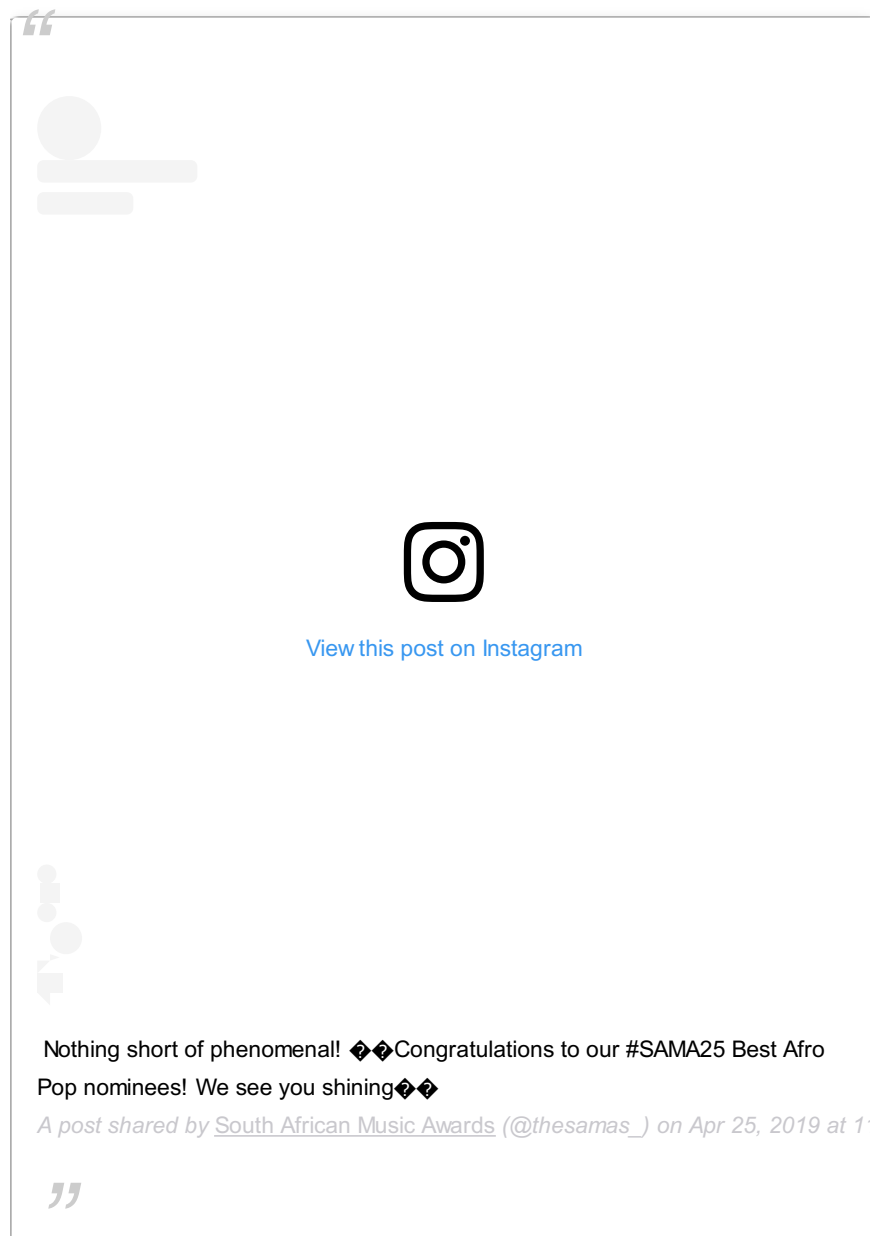 “
View this post on Instagram
Nothing short of phenomenal! ��Congratulations to our #SAMA25 Best Afro
Pop nominees! We see you shining��
A post shared by South African Music Awards (@thesamas_) on Apr 25, 2019 at
”